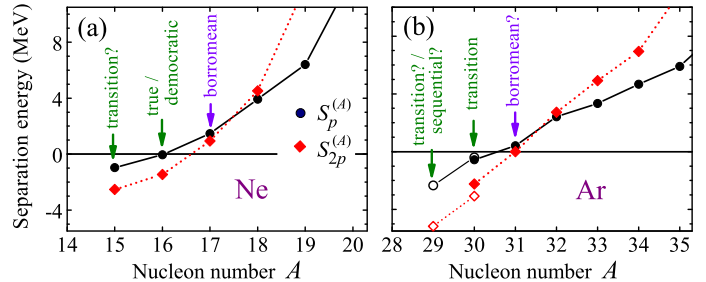 (a)
(b)
Separation energy (MeV)
8
4
0
-4
transition?
true /
democratic
borromean
S_p^(A)
S_2p^(A)
Ne
14 15 16 17 18 19 20
Nucleon number A
transition? /
sequential?
transition
borromean?
Ar
28 29 30 31 32 33 34 35
Nucleon number A